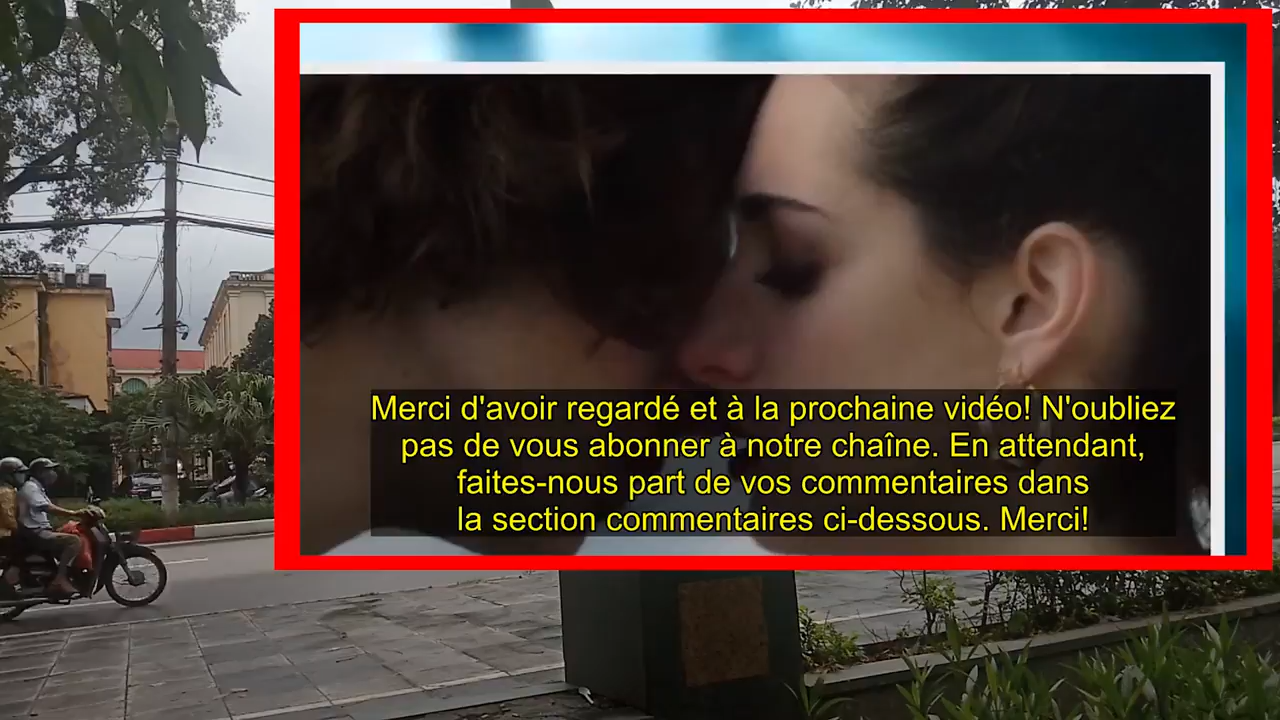 Merci d'avoir regardé et à la prochaine vidéo! N'oubliez
pas de vous abonner à notre chaîne. En attendant,
faites-nous part de vos commentaires dans
la section commentaires ci-dessous. Merci!